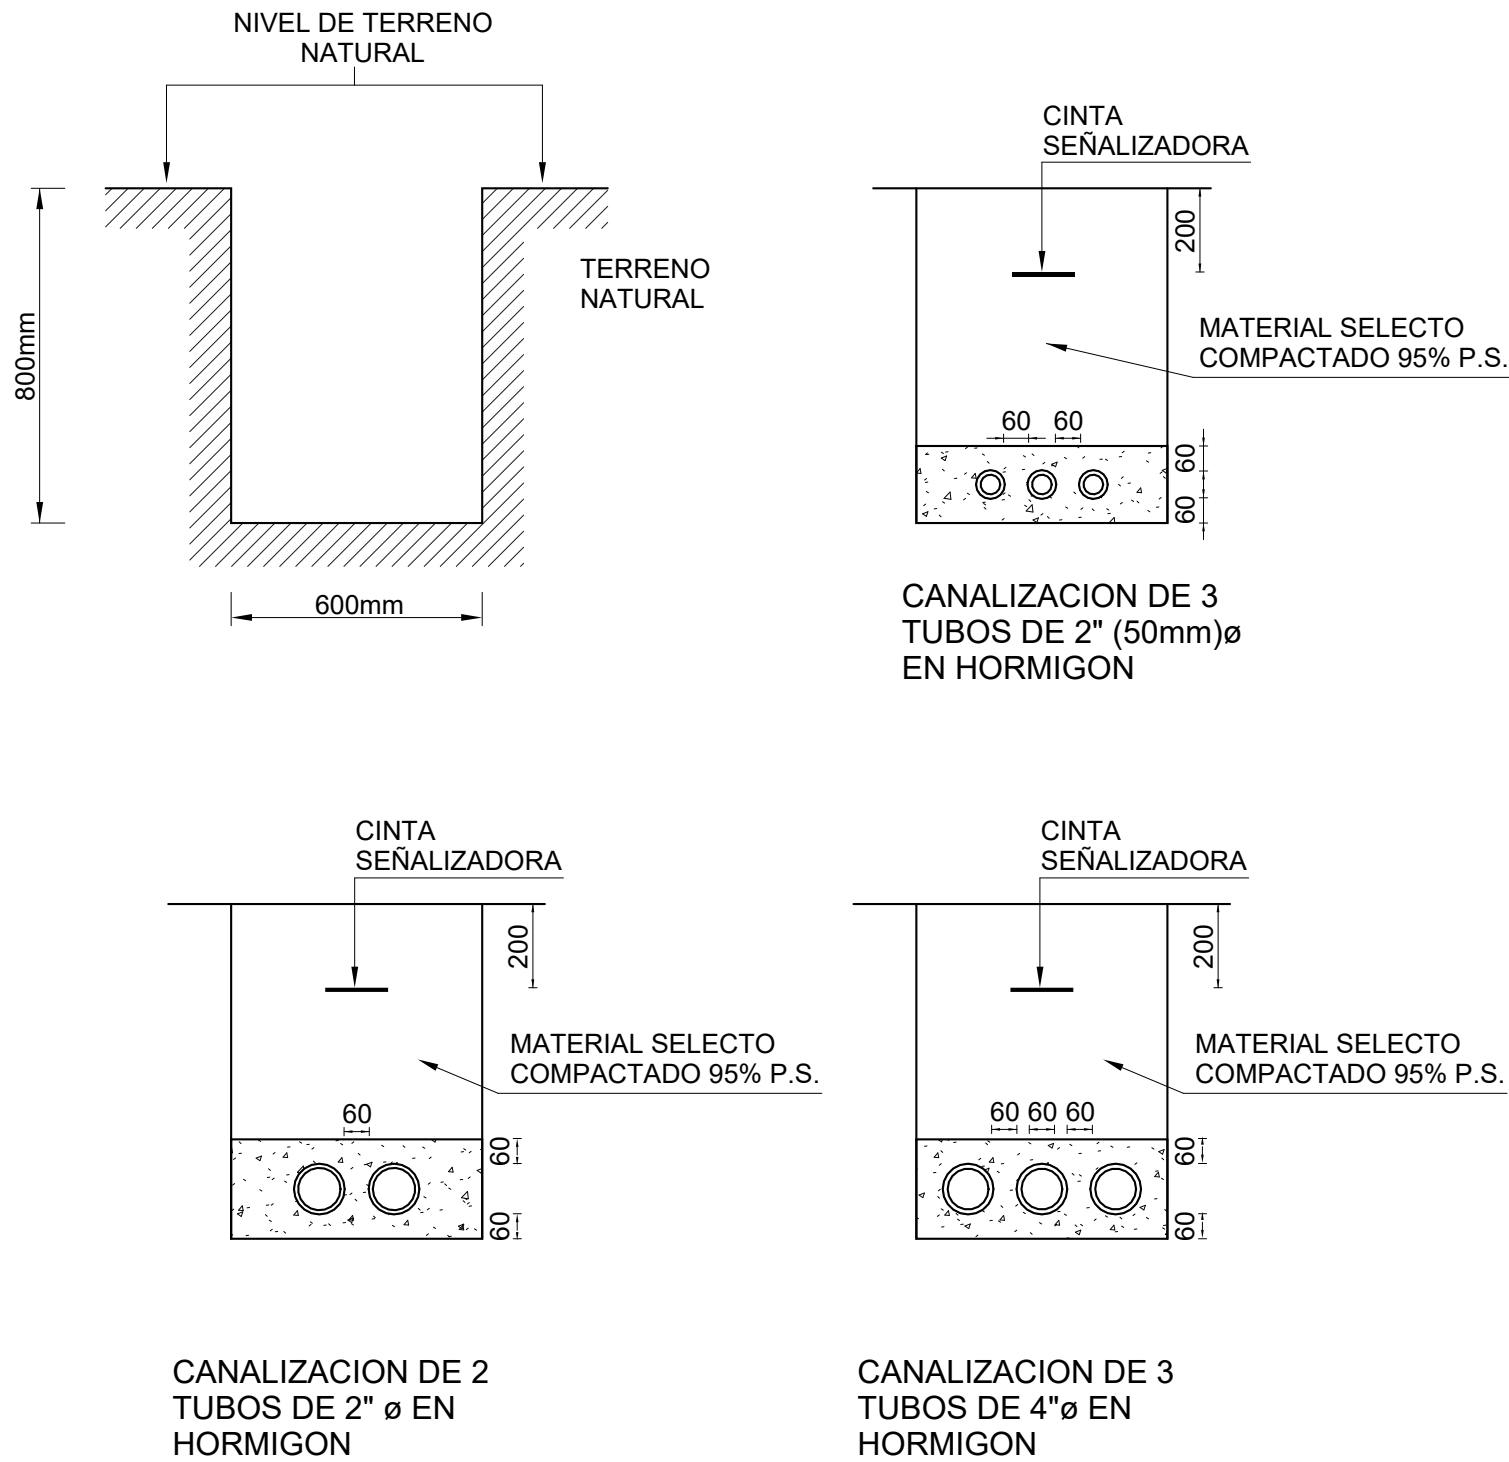 NIVEL DE TERRENO
NATURAL
800mm
TERRENO
NATURAL
600mm
CINTA
SEÑALIZADORA
200
MATERIAL SELECTO
COMPACTADO 95% P.S.
60
60
60
60
CANALIZACION DE 3
TUBOS DE 2" (50mm)ø
EN HORMIGON
CINTA
SEÑALIZADORA
200
MATERIAL SELECTO
COMPACTADO 95% P.S.
60
60
60
CANALIZACION DE 2
TUBOS DE 2" ø EN
HORMIGON
CINTA
SEÑALIZADORA
200
MATERIAL SELECTO
COMPACTADO 95% P.S.
60 60 60
60
60
CANALIZACION DE 3
TUBOS DE 4"ø EN
HORMIGON